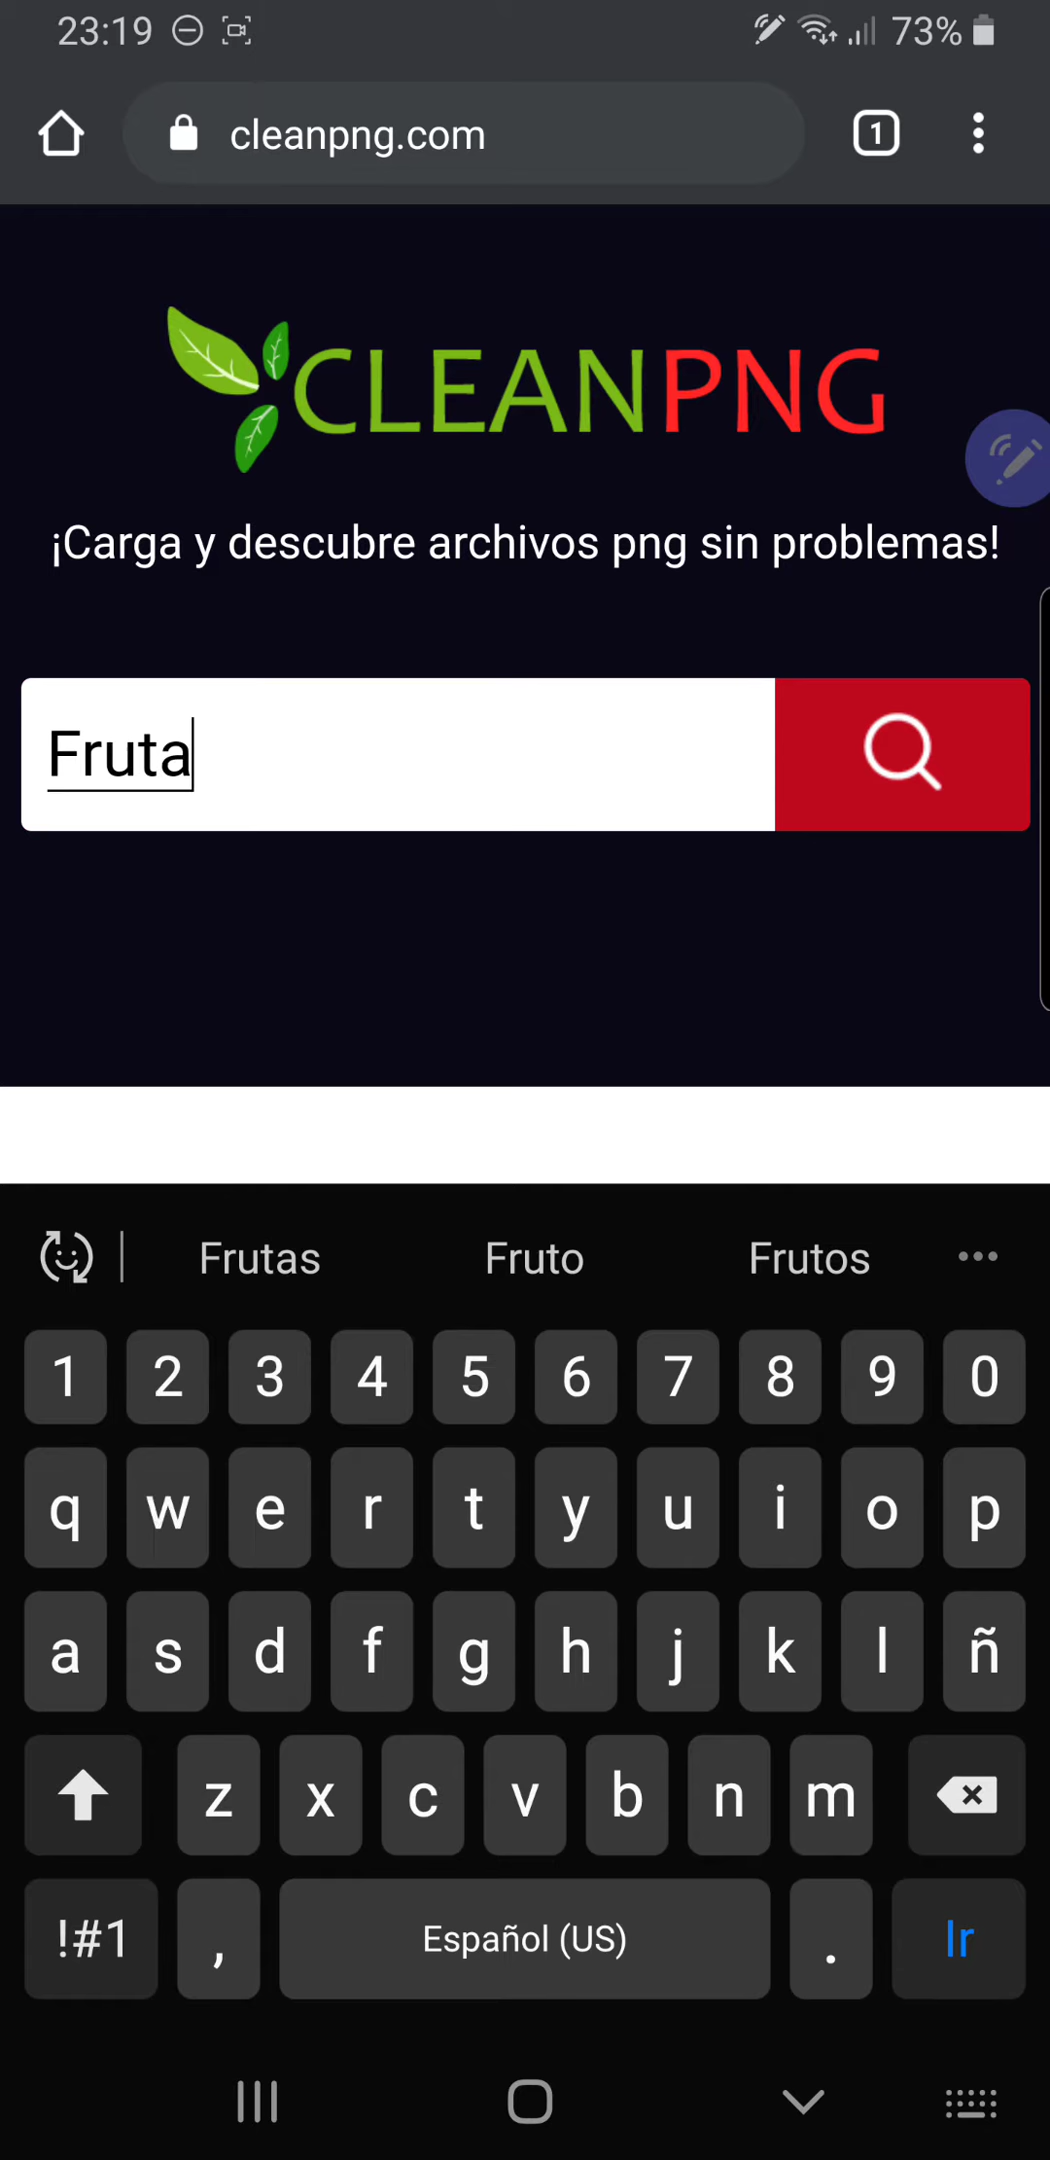 23:19 73%
cleanpng.com 1
CLEANPNG
¡Carga y descubre archivos png sin problemas!
Fruta
Frutas Fruto Frutos
1 2 3 4 5 6 7 8 9 0
q w e r t y u i o p
a s d f g h j k l ñ
z x c v b n m
!#1 , Español (US) . Ir